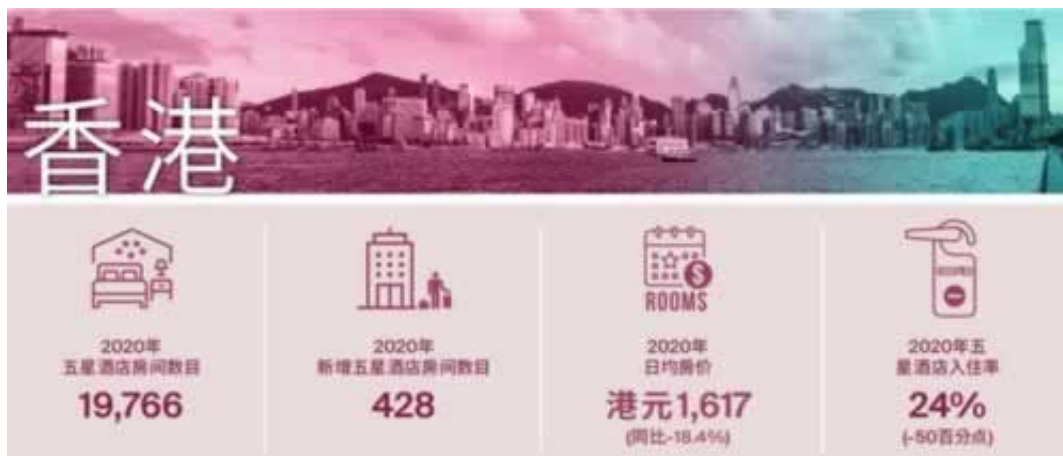 香港
ROOMS
2020年
五星酒店房间数目
19,766
2020年
新增五星酒店房间数目
428
2020年
日均房价
港元1,617
(同比-18.4%)
2020年五
星酒店入住率
24%
(-50百分点)